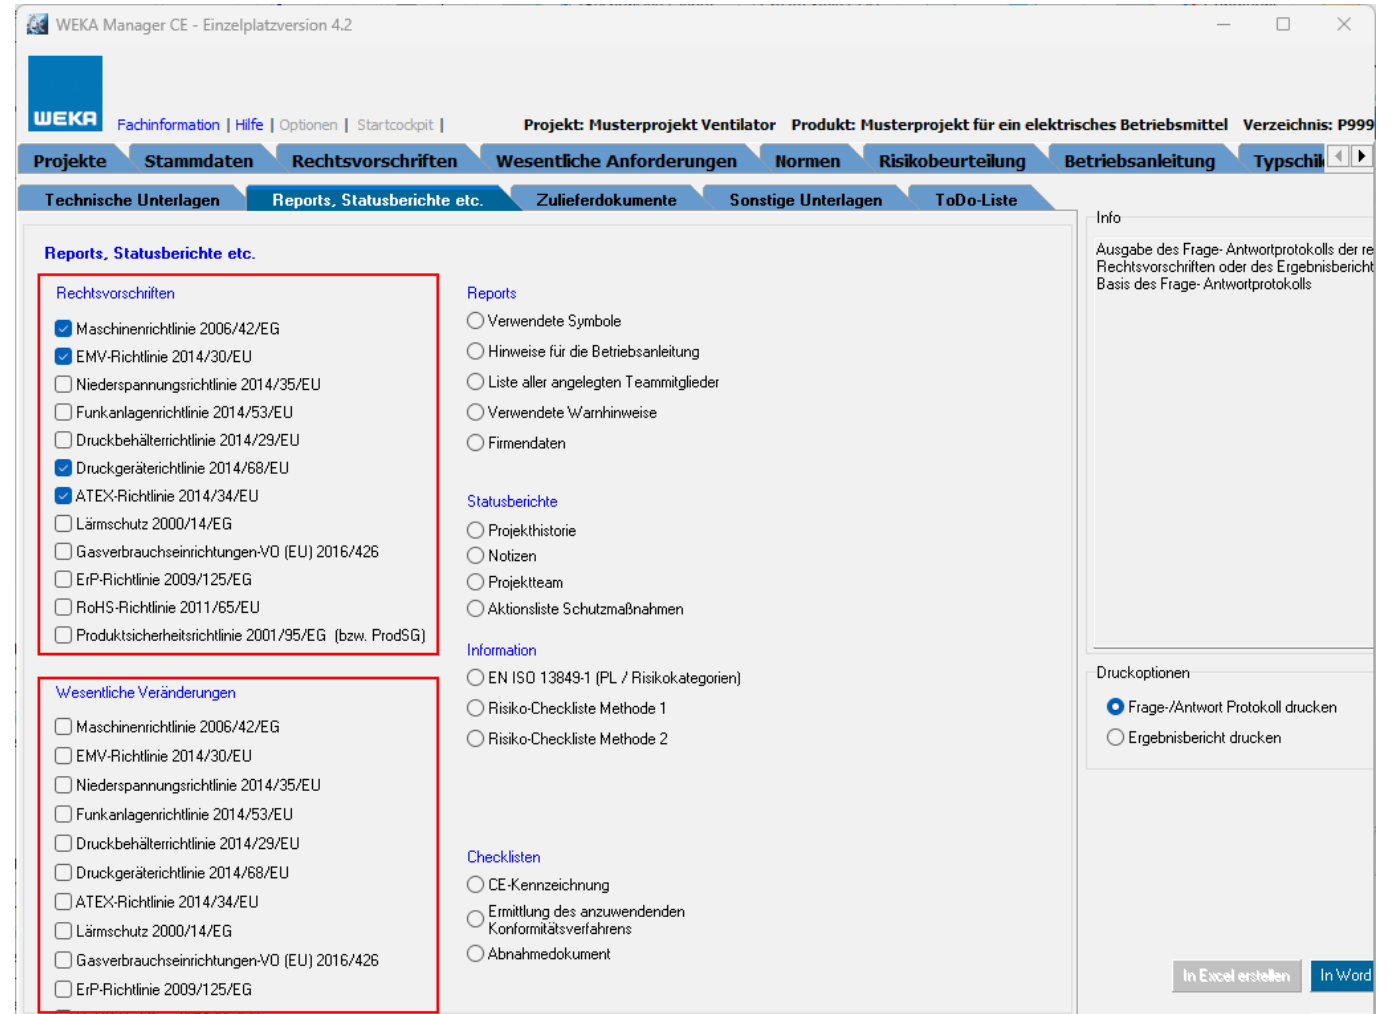 WEKA Manager CE - Einzelplatzversion 4.2
WEKA
Fachinformation | Hilfe | Optionen | Startcockpit |
Projekt: Musterprojekt Ventilator Produkt: Musterprojekt für ein elektrisches Betriebsmittel Verzeichnis: P999
Projekte Stammdaten Rechtsvorschriften Wesentliche Anforderungen Normen Risikobeurteilung Betriebsanleitung Typschil
Technische Unterlagen Reports, Statusberichte etc. Zulieferdokumente Sonstige Unterlagen ToDo-Liste
Reports, Statusberichte etc.
Rechtsvorschriften
Maschinenrichtlinie 2006/42/EG
EMV-Richtlinie 2014/30/EU
Niederspannungsrichtlinie 2014/35/EU
Funkanlagenrichtlinie 2014/53/EU
Druckbehälterrichtlinie 2014/29/EU
Druckgeräterichtlinie 2014/68/EU
ATEX-Richtlinie 2014/34/EU
Lärmschutz 2000/14/EG
Gasverbrauchseinrichtungen-VO (EU) 2016/426
ErP-Richtlinie 2009/125/EG
RoHS-Richtlinie 2011/65/EU
Produktsicherheitsrichtlinie 2001/95/EG (bzw. ProdSG)
Wesentliche Veränderungen
Maschinenrichtlinie 2006/42/EG
EMV-Richtlinie 2014/30/EU
Niederspannungsrichtlinie 2014/35/EU
Funkanlagenrichtlinie 2014/53/EU
Druckbehälterrichtlinie 2014/29/EU
Druckgeräterichtlinie 2014/68/EU
ATEX-Richtlinie 2014/34/EU
Lärmschutz 2000/14/EG
Gasverbrauchseinrichtungen-VO (EU) 2016/426
ErP-Richtlinie 2009/125/EG
Reports
Verwendete Symbole
Hinweise für die Betriebsanleitung
Liste aller angelegten Teammitglieder
Verwendete Warnhinweise
Firmendaten
Statusberichte
Projekthistorie
Notizen
Projektteam
Aktionsliste Schutzmaßnahmen
Information
EN ISO 13849-1 (PL / Risikokategorien)
Risiko-Checkliste Methode 1
Risiko-Checkliste Methode 2
Checklisten
CE-Kennzeichnung
Ermittlung des anzuwendenden
Konformitätsverfahrens
Abnahmedokument
Info
Ausgabe des Frage- Antwortprotokolls der re
Rechtsvorschriften oder des Ergebnisbericht
Basis des Frage- Antwortprotokolls
Druckoptionen
Frage-/Antwort Protokoll drucken
Ergebnisbericht drucken
In Excel erstellen
In Word